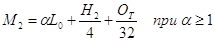 M₂ = αL₀ + H₂/4 + O_T/32 при α ≥ 1